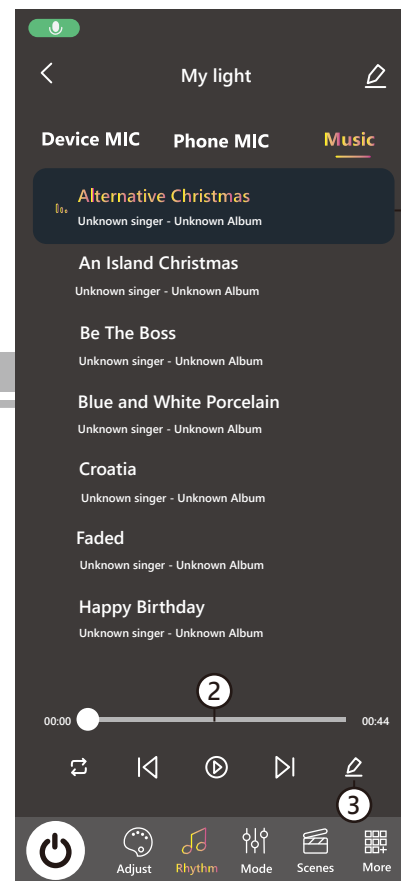 My light
Device MIC Phone MIC Music
Alternative Christmas
Unknown singer - Unknown Album
An Island Christmas
Unknown singer - Unknown Album
Be The Boss
Unknown singer - Unknown Album
Blue and White Porcelain
Unknown singer - Unknown Album
Croatia
Unknown singer - Unknown Album
Faded
Unknown singer - Unknown Album
Happy Birthday
Unknown singer - Unknown Album
2
00:00 00:44
3
Adjust Rhythm Mode Scenes More